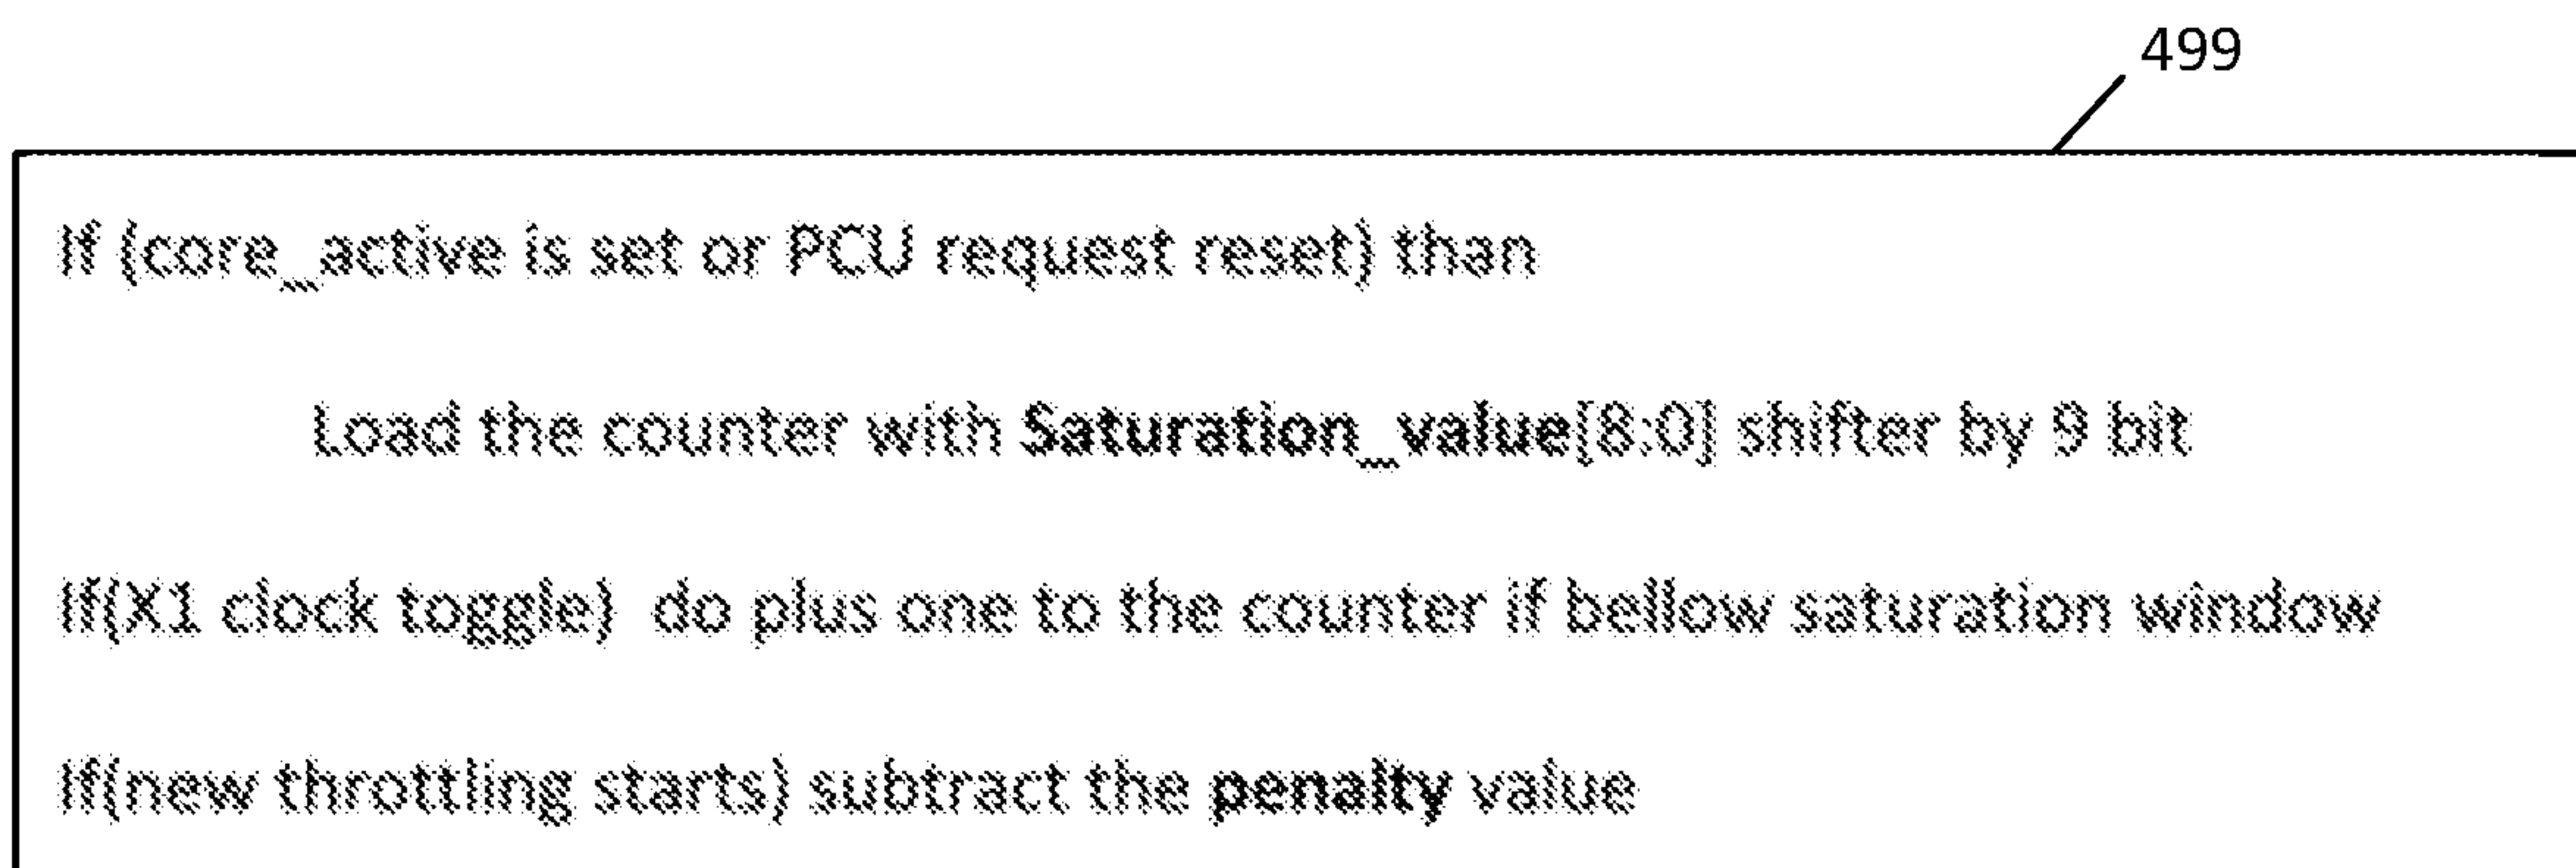 499
If (core_active is set or PCU request reset) than
Load the counter with Saturation_value[8:0] shifter by 9 bit
If(X1 clock toggle) do plus one to the counter if bellow saturation window
If(new throttling starts) subtract the penalty value